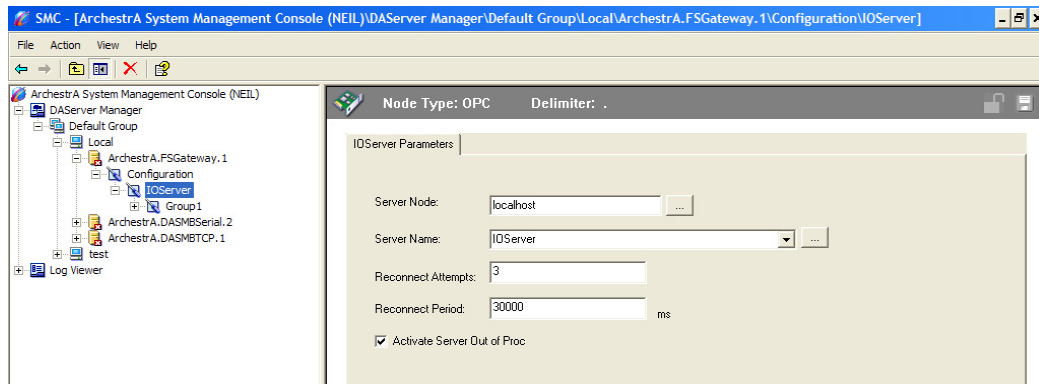 SMC - [ArchestrA System Management Console (NEIL)\DAServer Manager\Default Group\Local\ArchestrA.FSGateway.1\Configuration\IOServer]
File Action View Help
ArchestrA System Management Console (NEIL)
DAServer Manager
Default Group
Local
ArchestrA.FSGateway.1
Configuration
IOServer
Group1
ArchestrA.DASMBSerial.2
ArchestrA.DASMBTCP.1
test
Log Viewer
Node Type: OPC Delimiter: .
IOServer Parameters
Server Node: localhost ...
Server Name: IOServer ...
Reconnect Attempts: 3
Reconnect Period: 30000 ms
Activate Server Out of Proc